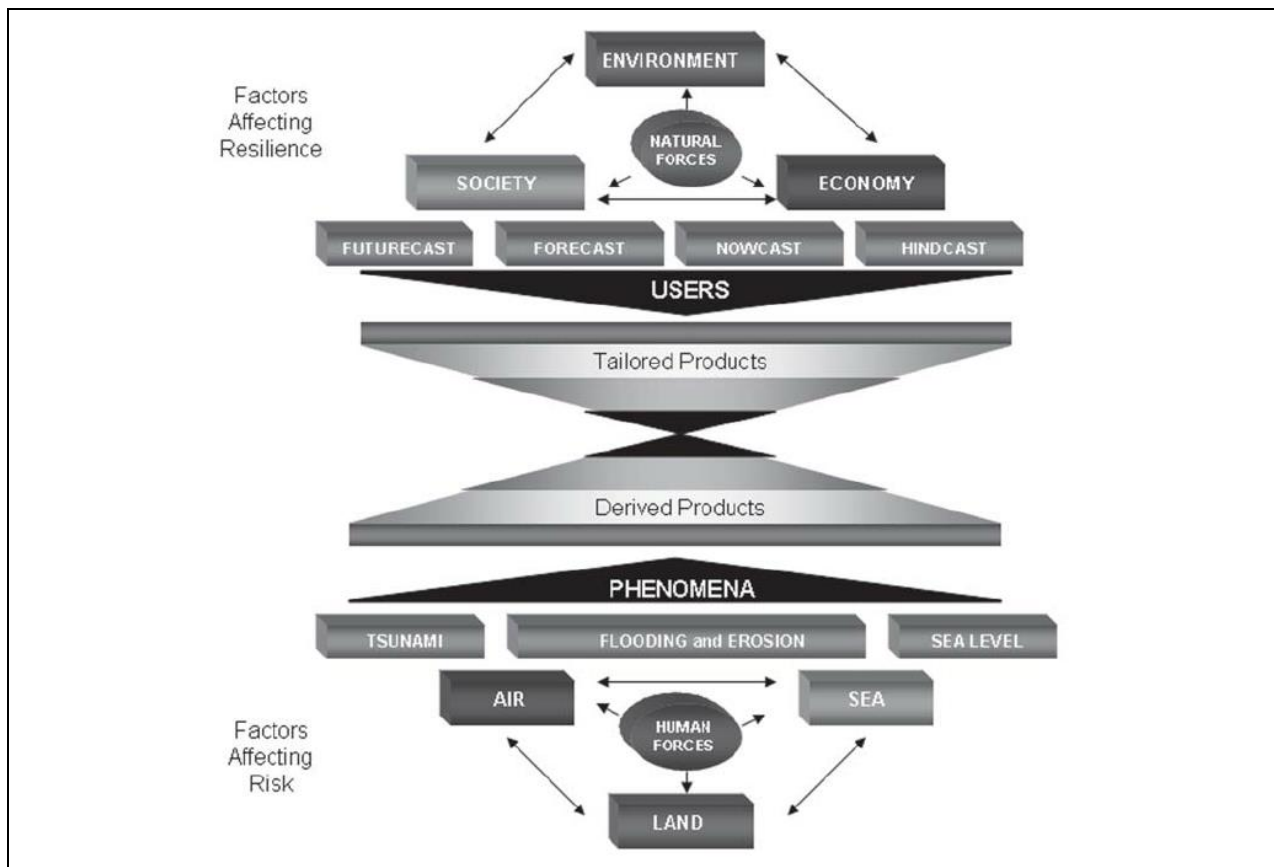 ENVIRONMENT
Factors
Affecting
Resilience
NATURAL
FORCES
SOCIETY
ECONOMY
FUTURECAST
FORECAST
NOWCAST
HINDCAST
USERS
Tailored Products
Derived Products
PHENOMENA
TSUNAMI
FLOODING and EROSION
SEA LEVEL
AIR
SEA
HUMAN
FORCES
Factors
Affecting
Risk
LAND